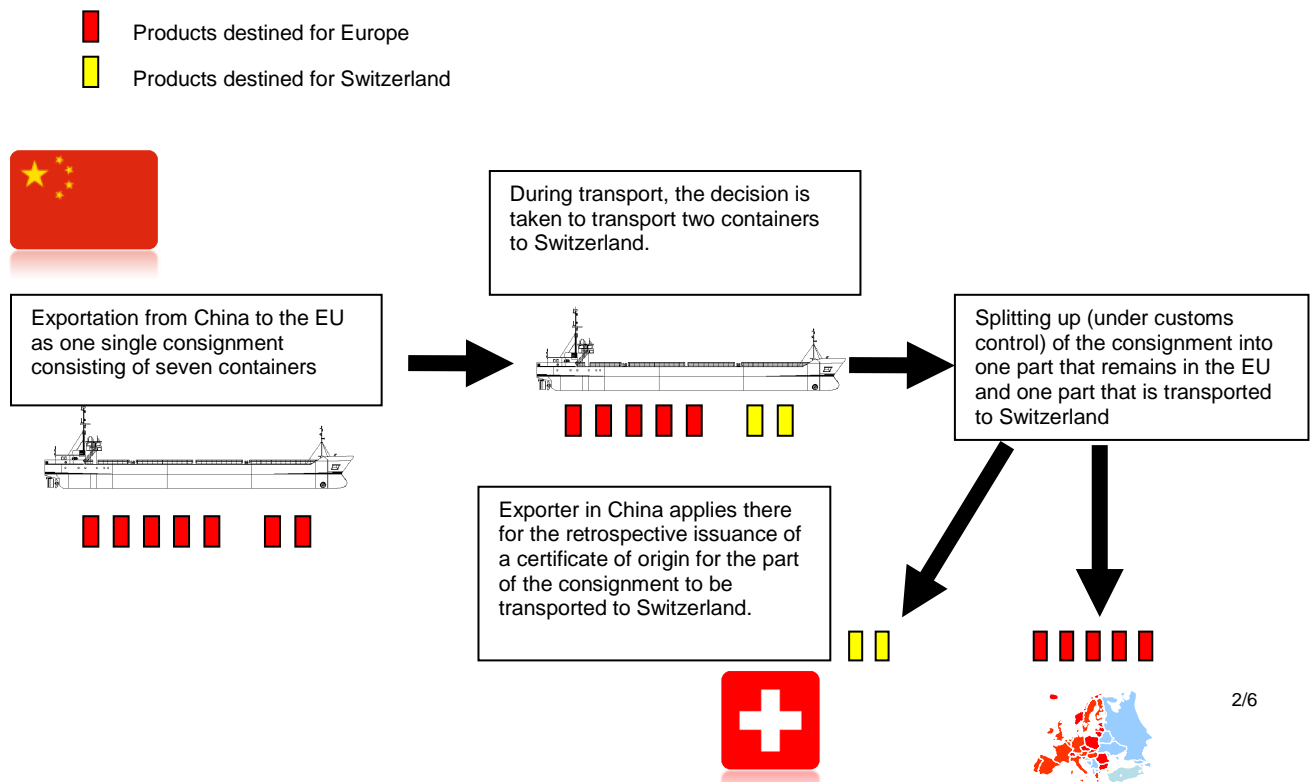 Products destined for Europe
Products destined for Switzerland
During transport, the decision is
taken to transport two containers
to Switzerland.
Exportation from China to the EU
as one single consignment
consisting of seven containers
Splitting up (under customs
control) of the consignment into
one part that remains in the EU
and one part that is transported
to Switzerland
Exporter in China applies there
for the retrospective issuance of
a certificate of origin for the part
of the consignment to be
transported to Switzerland.
2/6